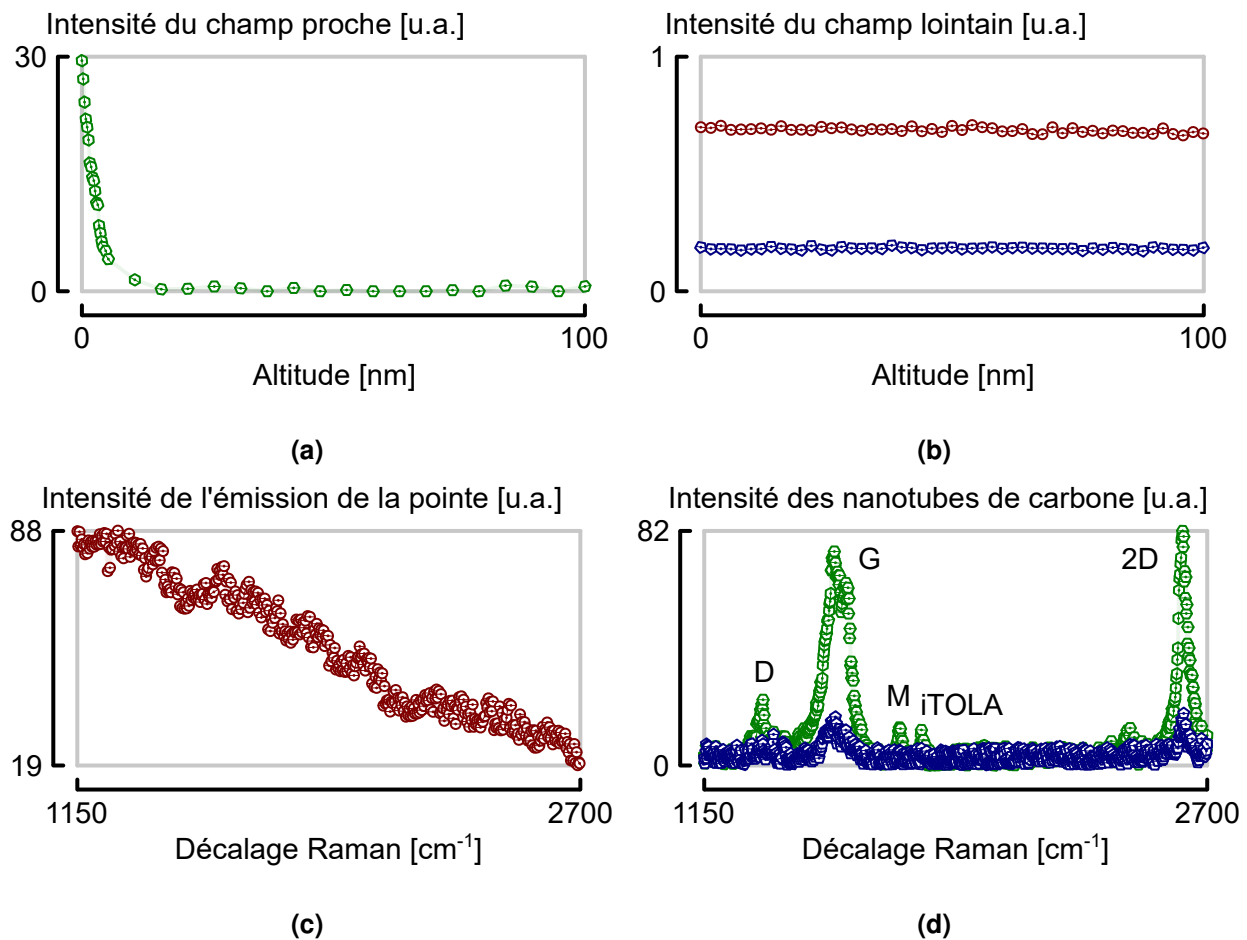 Intensité du champ proche [u.a.]
30
0
0
100
Altitude [nm]
(a)
Intensité du champ lointain [u.a.]
1
0
0
100
Altitude [nm]
(b)
Intensité de l'émission de la pointe [u.a.]
88
19
1150
2700
Décalage Raman [cm⁻¹]
(c)
Intensité des nanotubes de carbone [u.a.]
82
G
2D
D
M
iTOLA
0
1150
2700
Décalage Raman [cm⁻¹]
(d)